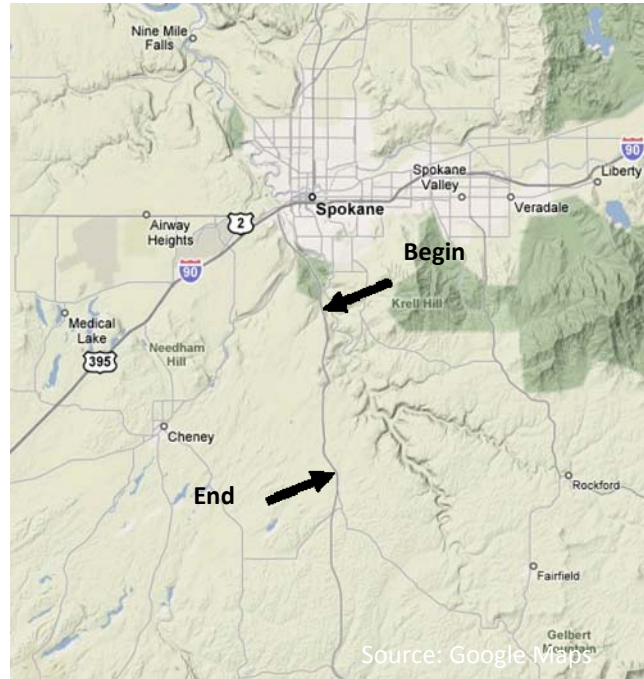 Nine Mile
Falls
90
Liberty
Spokane
Valley
Spokane
Veradale
2
Airway
Heights
Begin
90
Krell Hill
Medical
Lake
Needham
Hill
395
Cheney
End
Rockford
Fairfield
Gelbert
Mountain
Source: Google Maps